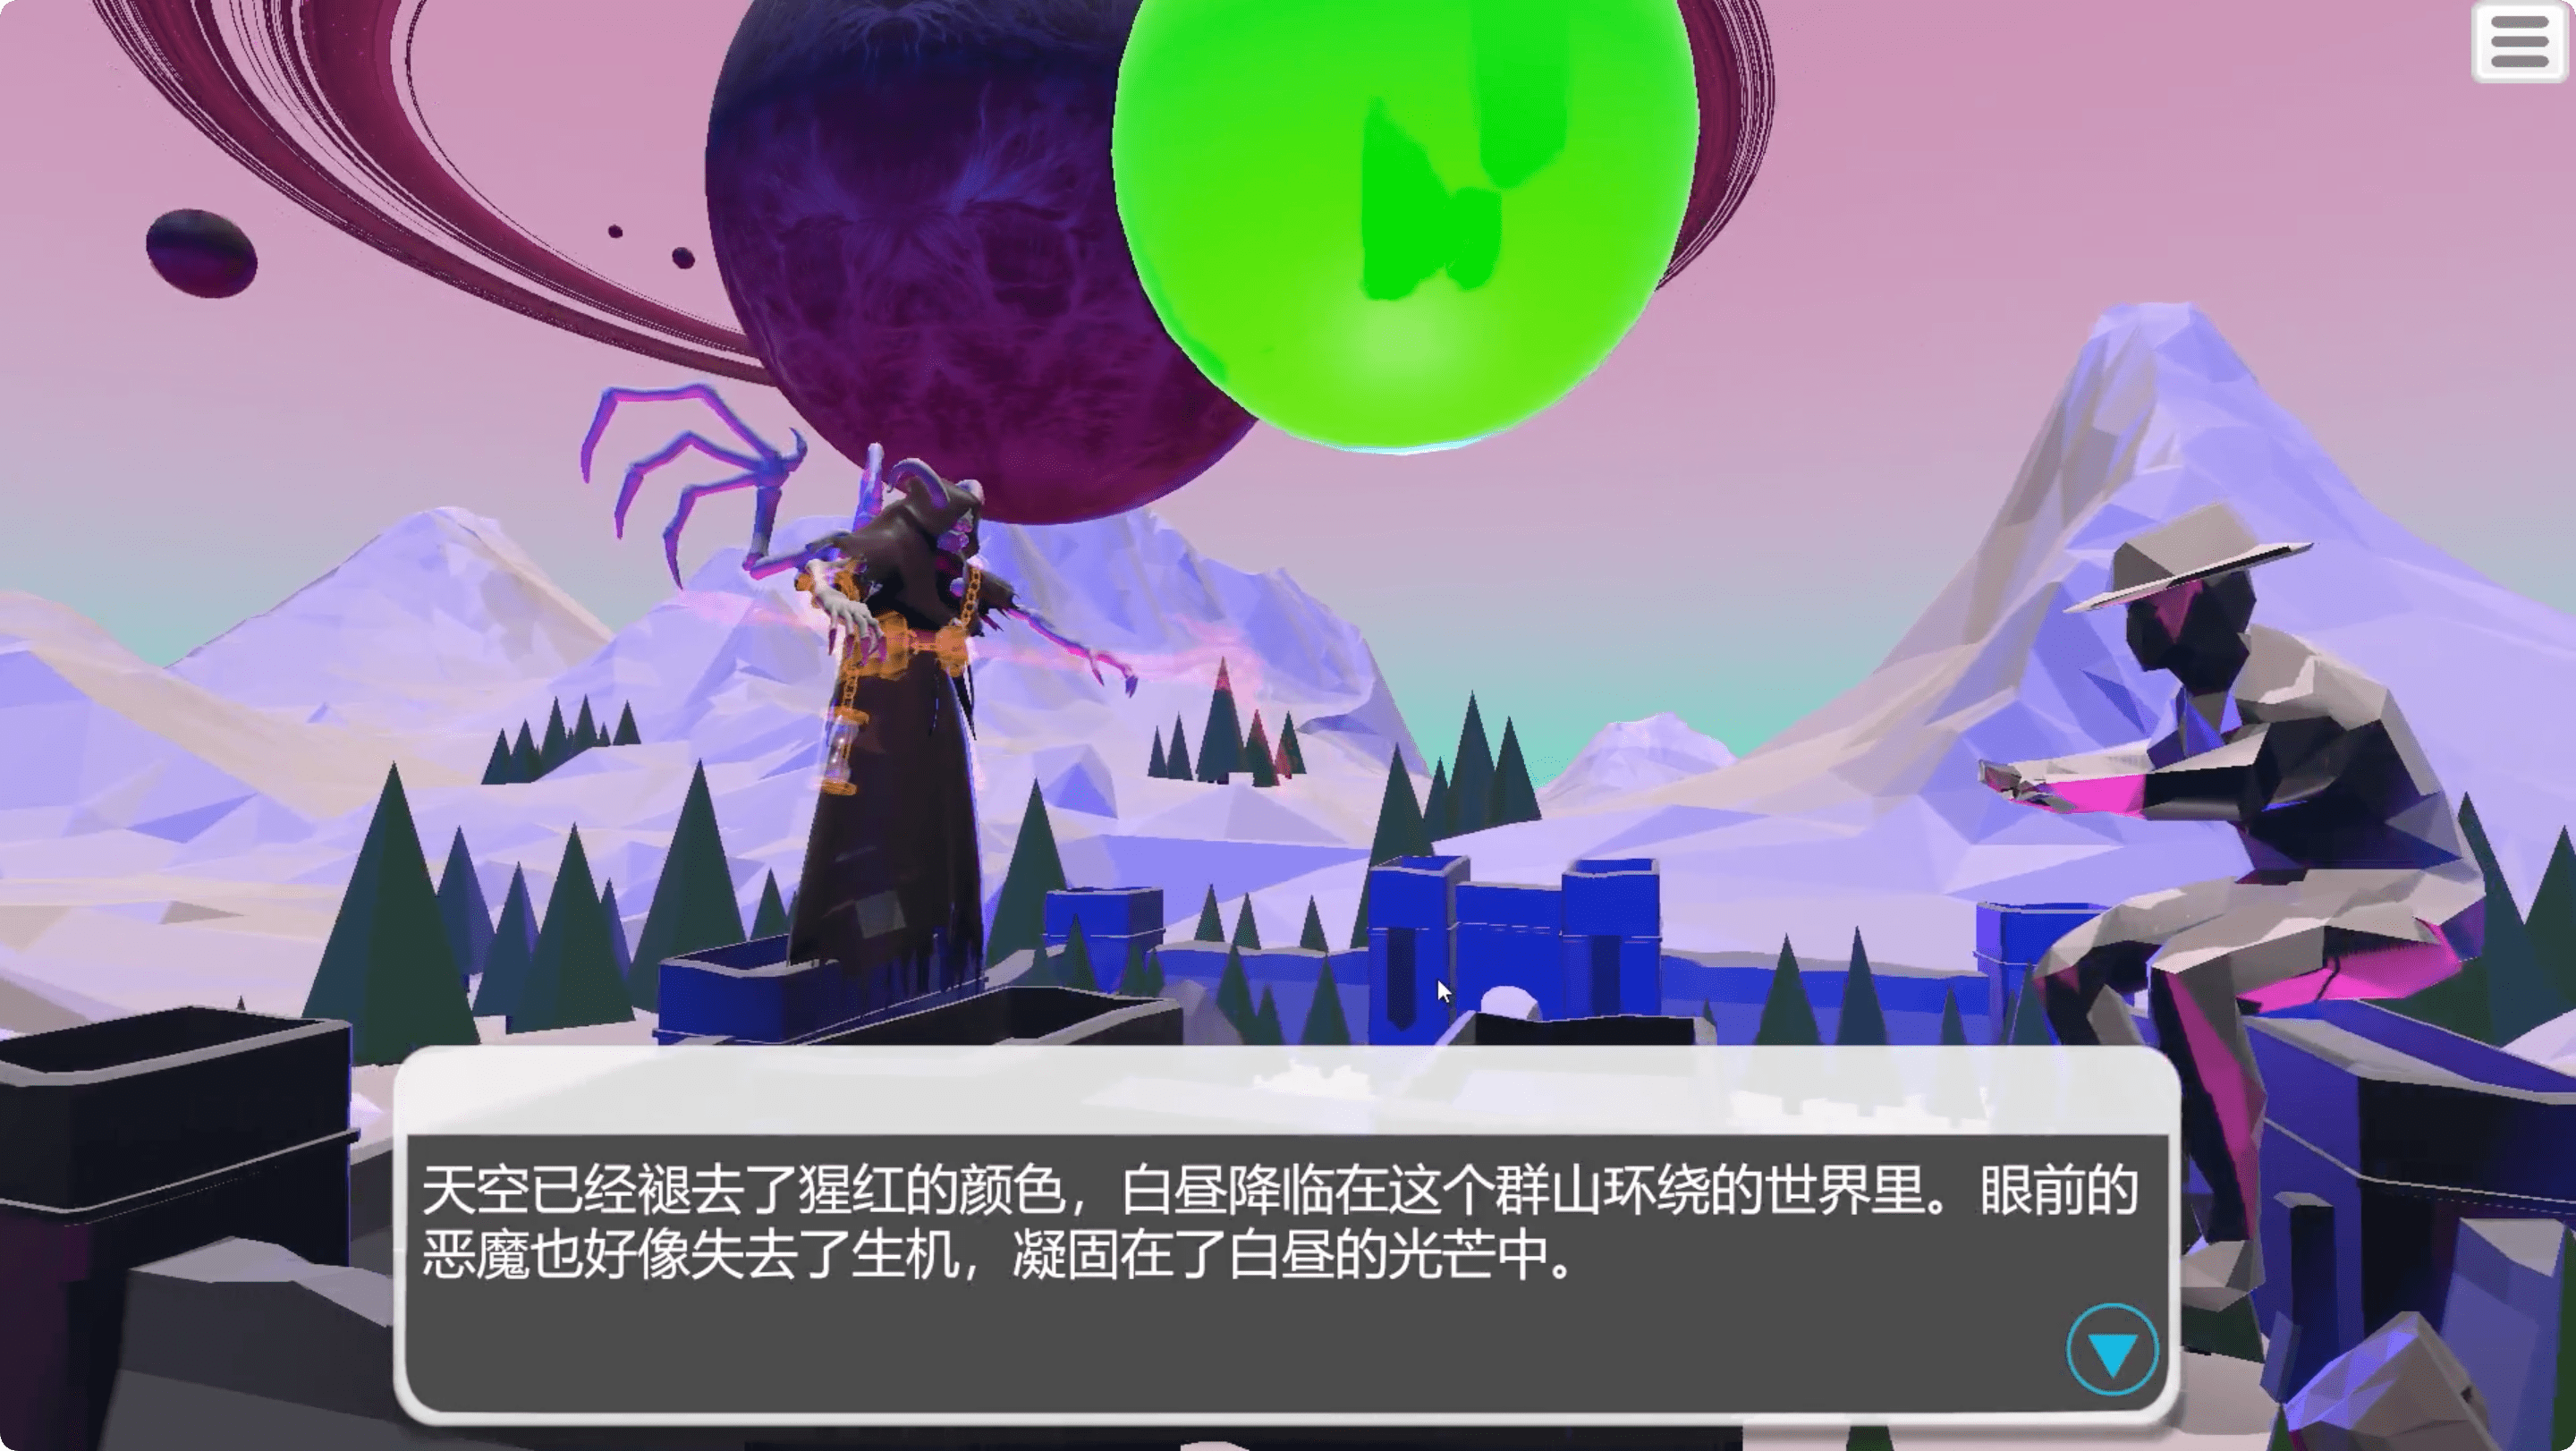 天空已经褪去了猩红的颜色，白昼降临在这个群山环绕的世界里。眼前的
恶魔也好像失去了生机，凝固在了白昼的光芒中。